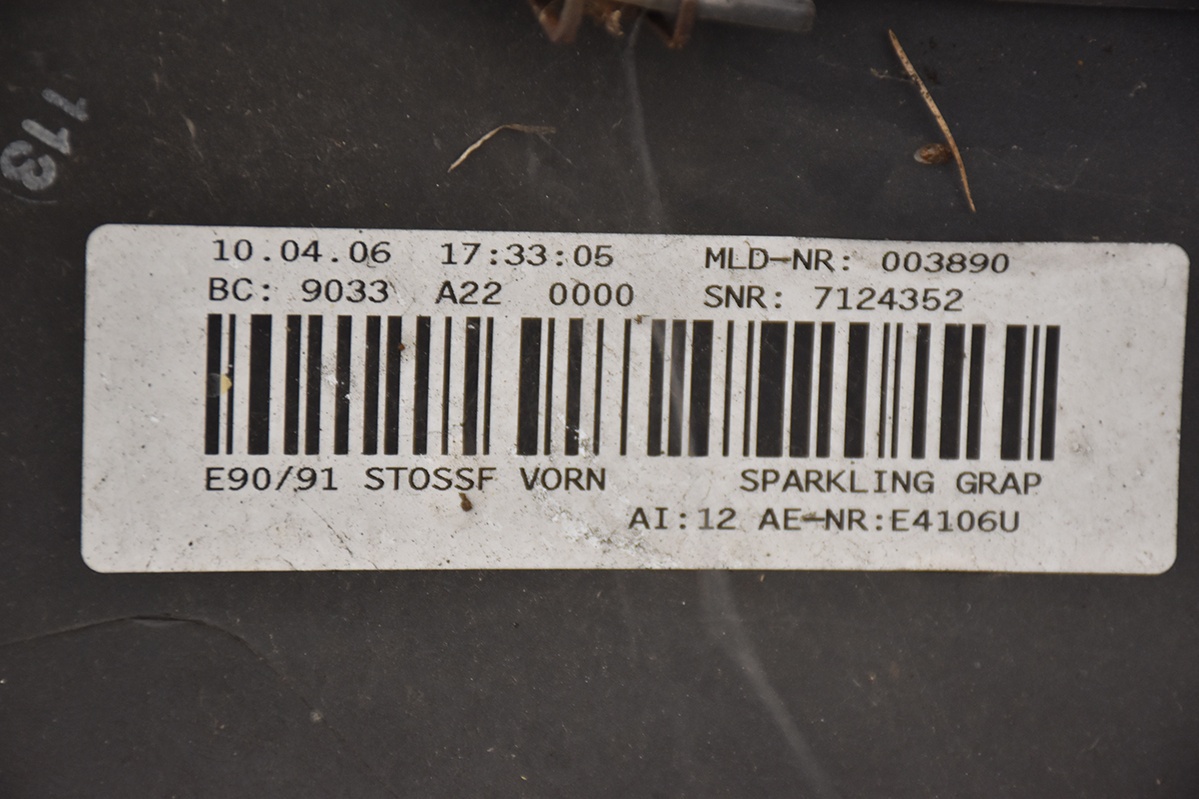 113
10.04.06 17:33:05 MLD-NR: 003890
BC: 9033 A22 0000 SNR: 7124352
E90/91 STOSSF VORN SPARKLING GRAP
AI:12 AE-NR:E4106U